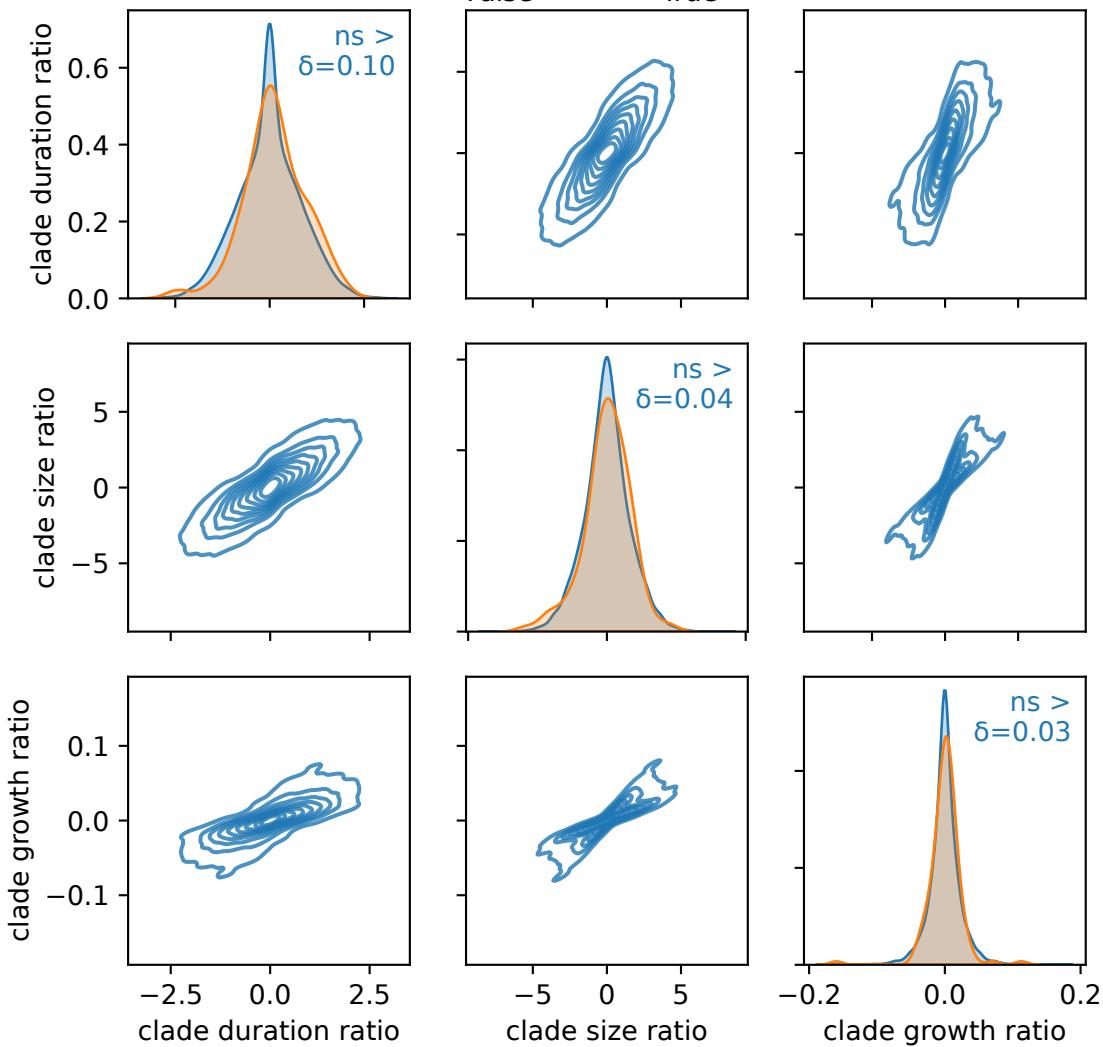 False True
clade duration ratio
0.6
0.4
0.2
0.0
ns >
δ=0.10
clade size ratio
5
0
−5
ns >
δ=0.04
clade growth ratio
0.1
0.0
−0.1
ns >
δ=0.03
−2.5 0.0 2.5
−5 0 5
−0.2 0.0 0.2
clade duration ratio
clade size ratio
clade growth ratio